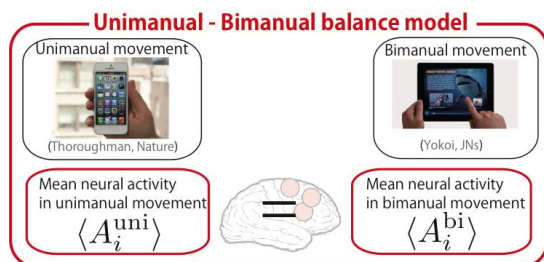 Unimanual - Bimanual balance model
Unimanual movement
(Thoroughman, Nature)
Bimanual movement
(Yokoi, JNs)
Mean neural activity
in unimanual movement
⟨A_i^uni⟩
Mean neural activity
in bimanual movement
⟨A_i^bi⟩